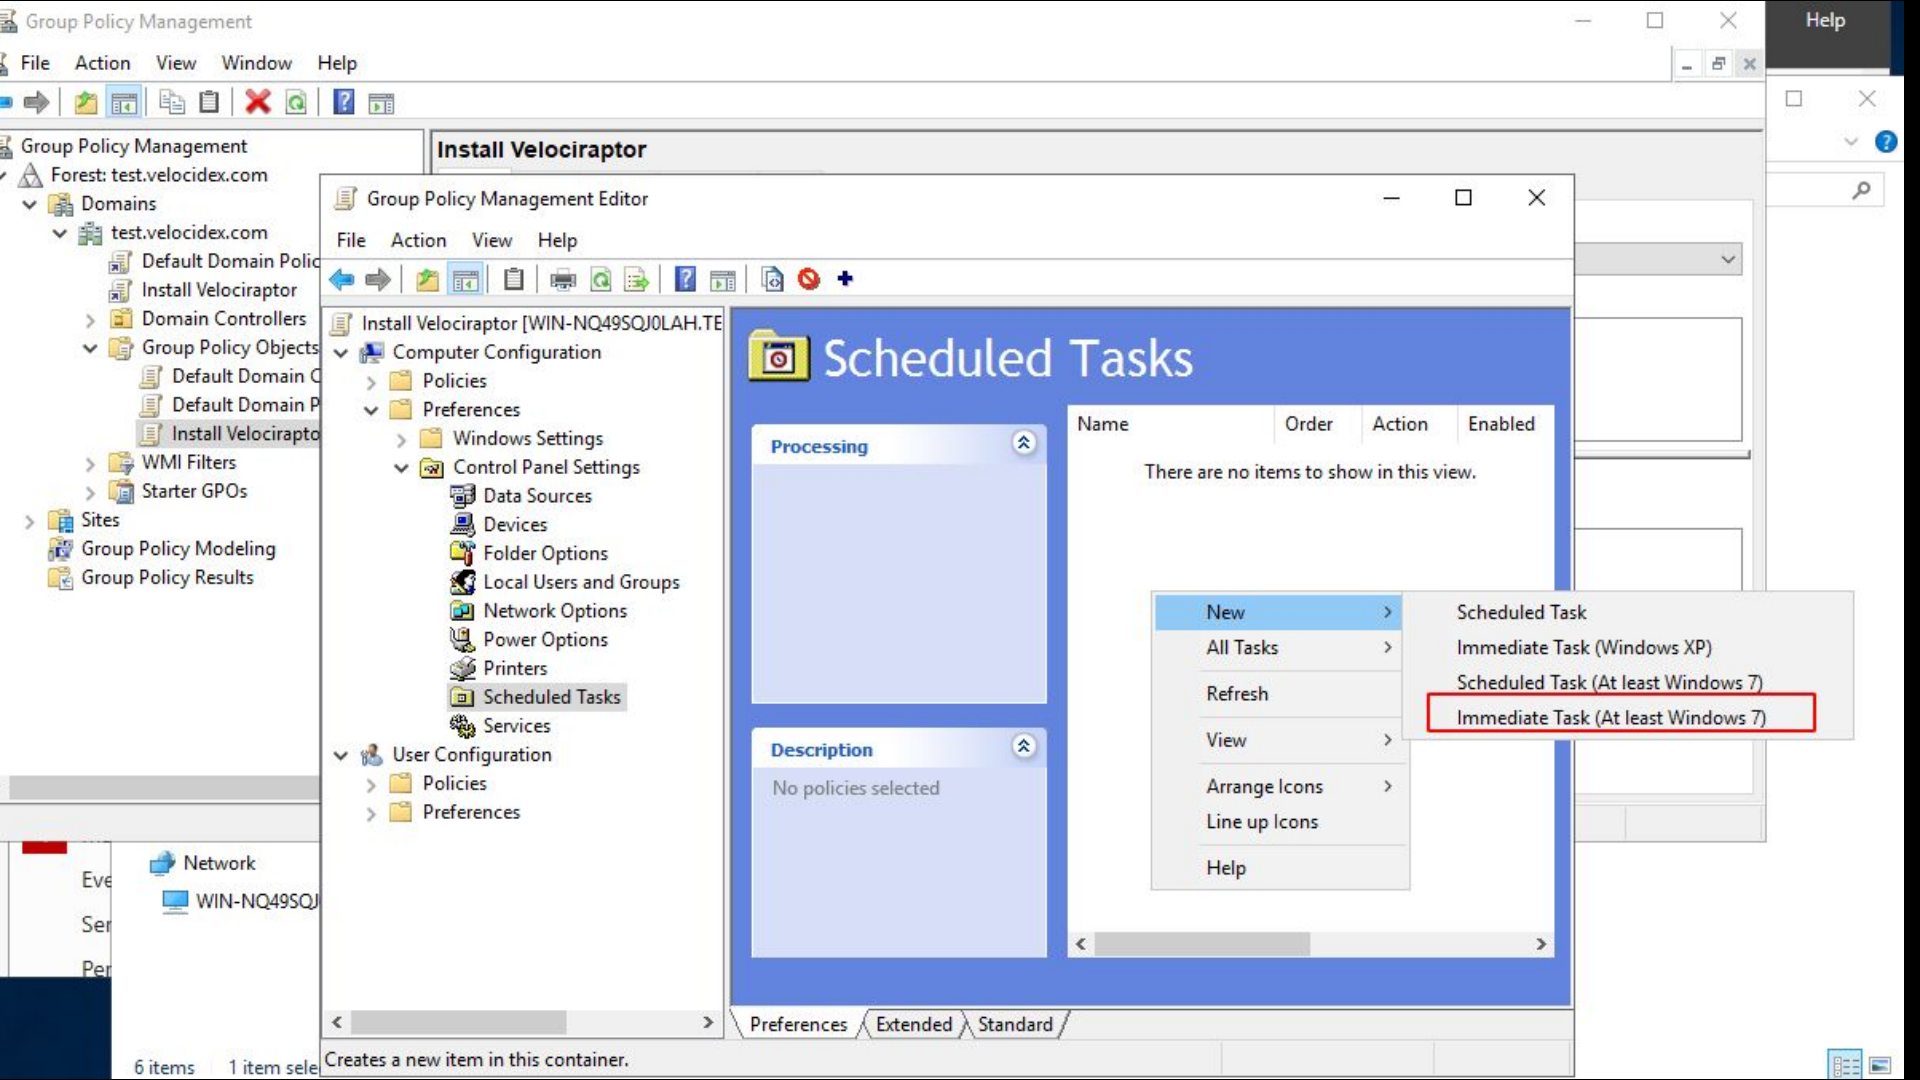 Group Policy Management
Help
File Action View Window Help
Group Policy Management
Forest: test.velocidex.com
Domains
test.velocidex.com
Default Domain Polic
Install Velociraptor
Domain Controllers
Group Policy Objects
Default Domain C
Default Domain P
Install Velocirapto
WMI Filters
Starter GPOs
Sites
Group Policy Modeling
Group Policy Results
Install Velociraptor
Group Policy Management Editor
File Action View Help
Install Velociraptor [WIN-NQ49SQJ0LAH.TE
Computer Configuration
Policies
Preferences
Windows Settings
Control Panel Settings
Data Sources
Devices
Folder Options
Local Users and Groups
Network Options
Power Options
Printers
Scheduled Tasks
Services
User Configuration
Policies
Preferences
Scheduled Tasks
Processing
Description
No policies selected
Name Order Action Enabled
There are no items to show in this view.
New
All Tasks
Refresh
View
Arrange Icons
Line up Icons
Help
Scheduled Task
Immediate Task (Windows XP)
Scheduled Task (At least Windows 7)
Immediate Task (At least Windows 7)
Preferences Extended Standard
Creates a new item in this container.
Eve
Ser
Per
Network
WIN-NQ49SQJ
6 items 1 item sele